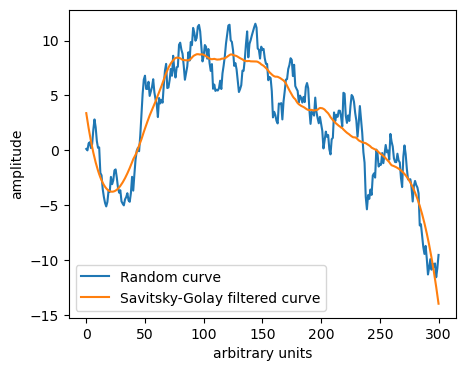 10
5
0
−5
−10
−15
amplitude
Random curve
Savitsky-Golay filtered curve
0 50 100 150 200 250 300
arbitrary units